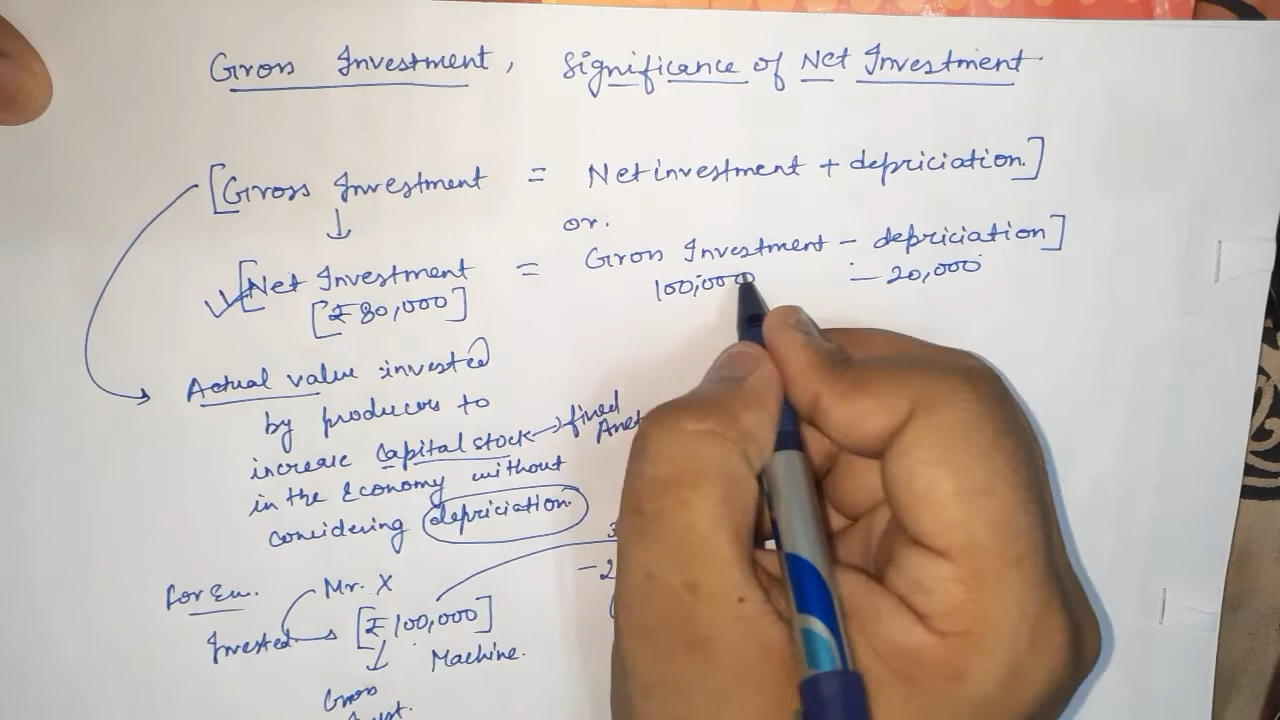 Gross Investment, Significance of Net Investment
[Gross Investment = Net investment + depriciation]
or.
[Net Investment = Gross Investment - depriciation]
[₹80,000] 100,000 - 20,000
Actual value invested
by producers to
increase capital stock → fixed Asset
in the Economy without
considering depriciation
For Ex. Mr. X
Invested → [₹100,000]
Machine.
Gross